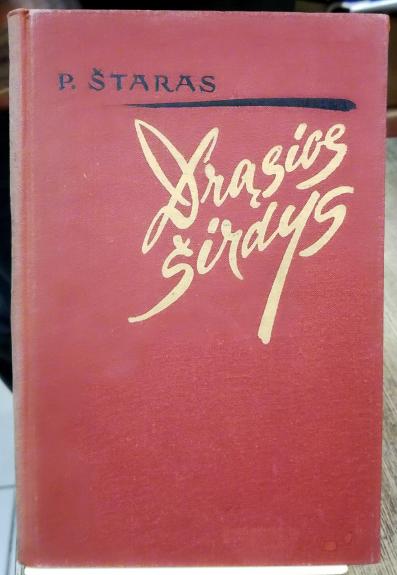 P. ŠTARAS
Drąsios
širdys